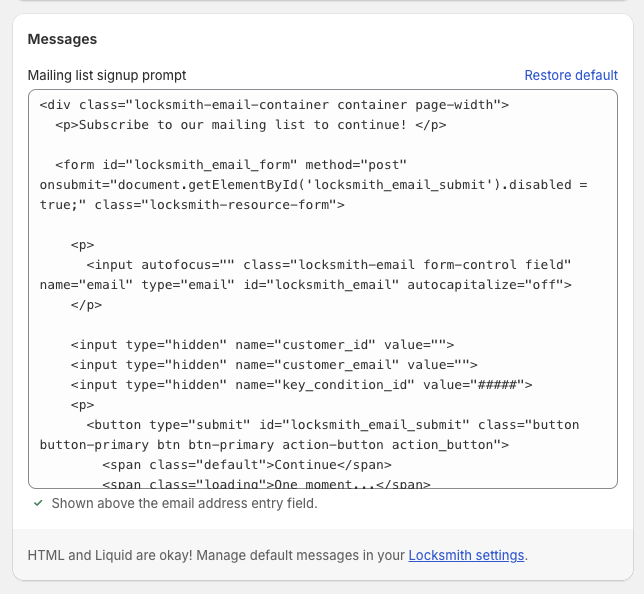 Messages
Mailing list signup prompt
Restore default
<div class="locksmith-email-container container page-width">
  <p>Subscribe to our mailing list to continue! </p>

  <form id="locksmith_email_form" method="post"
onsubmit="document.getElementById('locksmith_email_submit').disabled =
true;" class="locksmith-resource-form">

    <p>
      <input autofocus="" class="locksmith-email form-control field"
name="email" type="email" id="locksmith_email" autocapitalize="off">
    </p>

    <input type="hidden" name="customer_id" value="">
    <input type="hidden" name="customer_email" value="">
    <input type="hidden" name="key_condition_id" value="#####">
    <p>
      <button type="submit" id="locksmith_email_submit" class="button
button-primary btn btn-primary action-button action_button">
        <span class="default">Continue</span>
        <span class="loading">One moment...</span>
Shown above the email address entry field.
HTML and Liquid are okay! Manage default messages in your Locksmith settings.